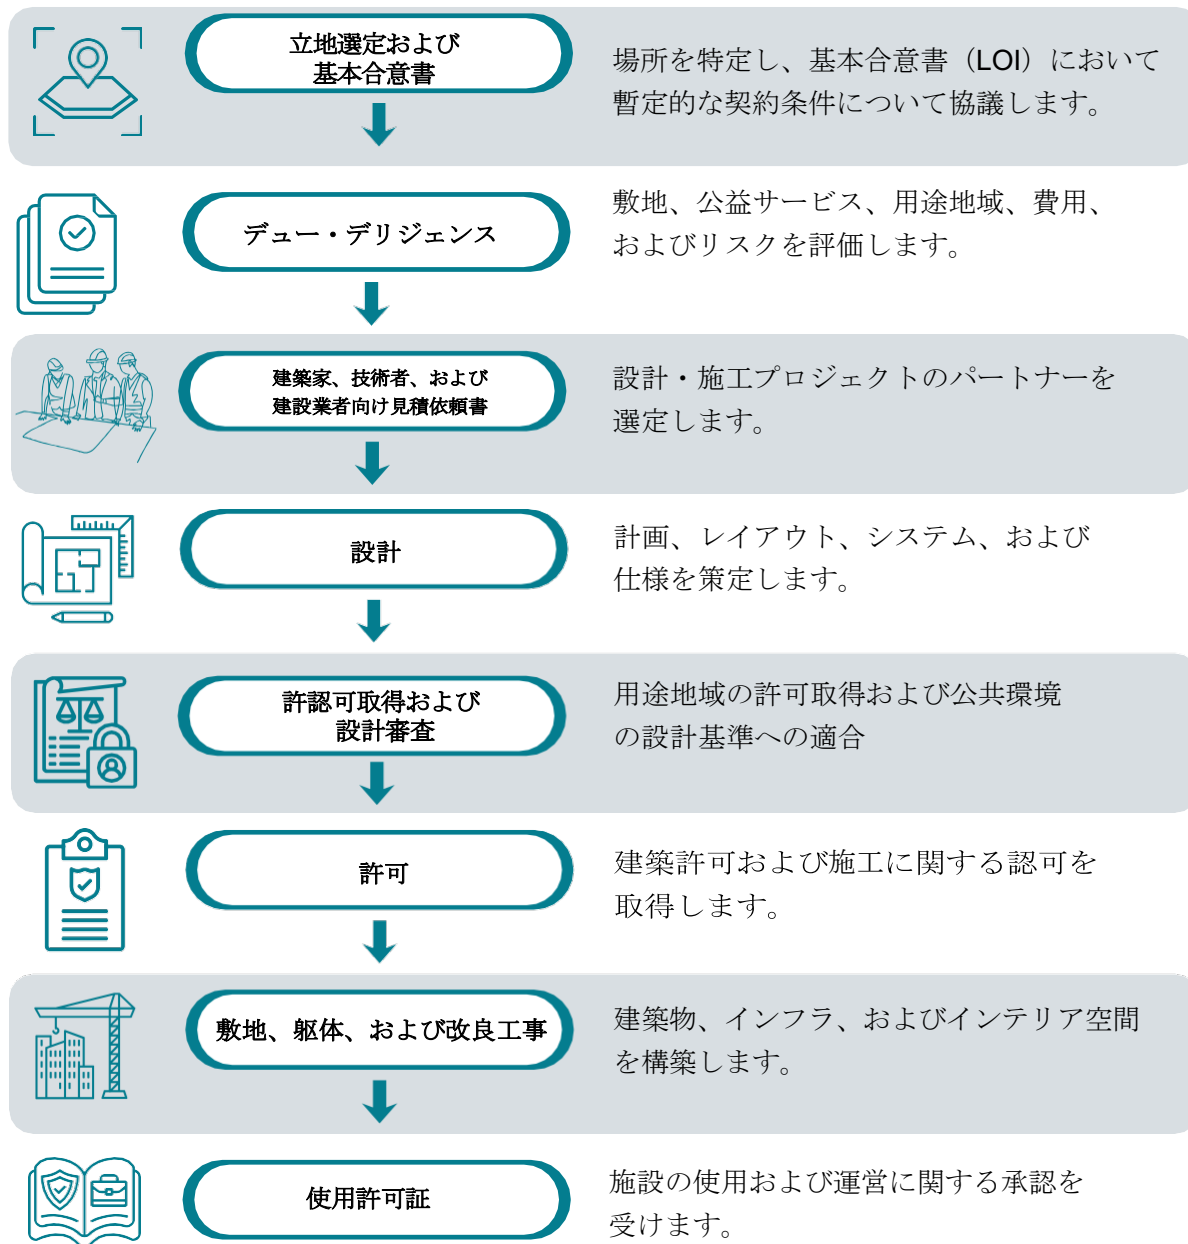 立地選定および
基本合意書
場所を特定し、基本合意書（LOI）において
暫定的な契約条件について協議します。
デュー・デリジェンス
敷地、公益サービス、用途地域、費用、
およびリスクを評価します。
建築家、技術者、および
建設業者向け見積依頼書
設計・施工プロジェクトのパートナーを
選定します。
設計
計画、レイアウト、システム、および
仕様を策定します。
許認可取得および
設計審査
用途地域の許可取得および公共環境
の設計基準への適合
許可
建築許可および施工に関する認可を
取得します。
敷地、躯体、および改良工事
建築物、インフラ、およびインテリア空間
を構築します。
使用許可証
施設の使用および運営に関する承認を
受けます。